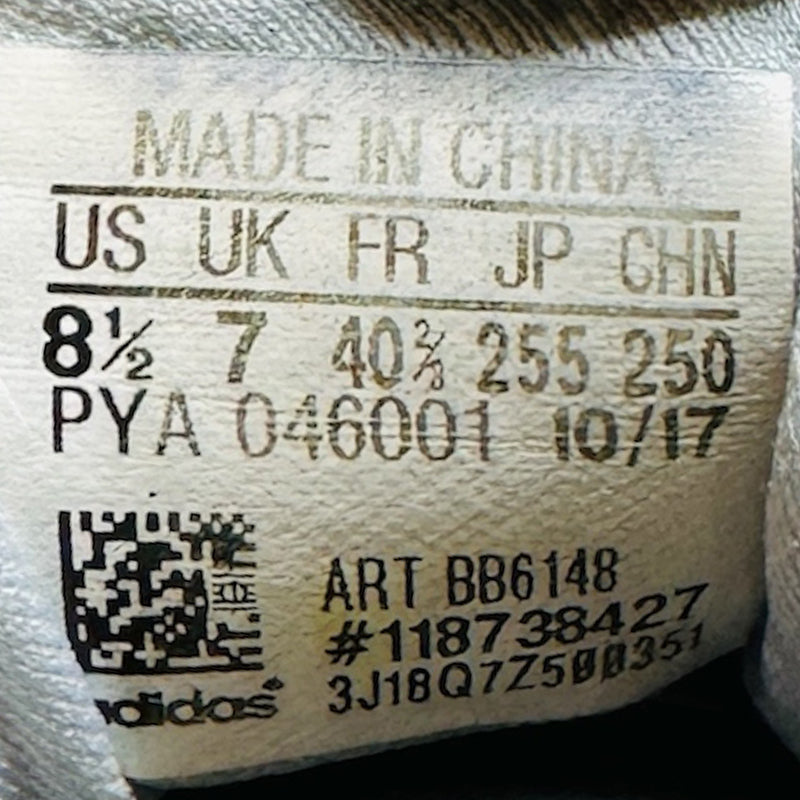 MADE IN CHINA
US UK FR JP CHN
8½ 7 40⅔ 255 250
PYA 046001 10/17
ART BB6148
#118738427
3J18Q7Z500351
adidas